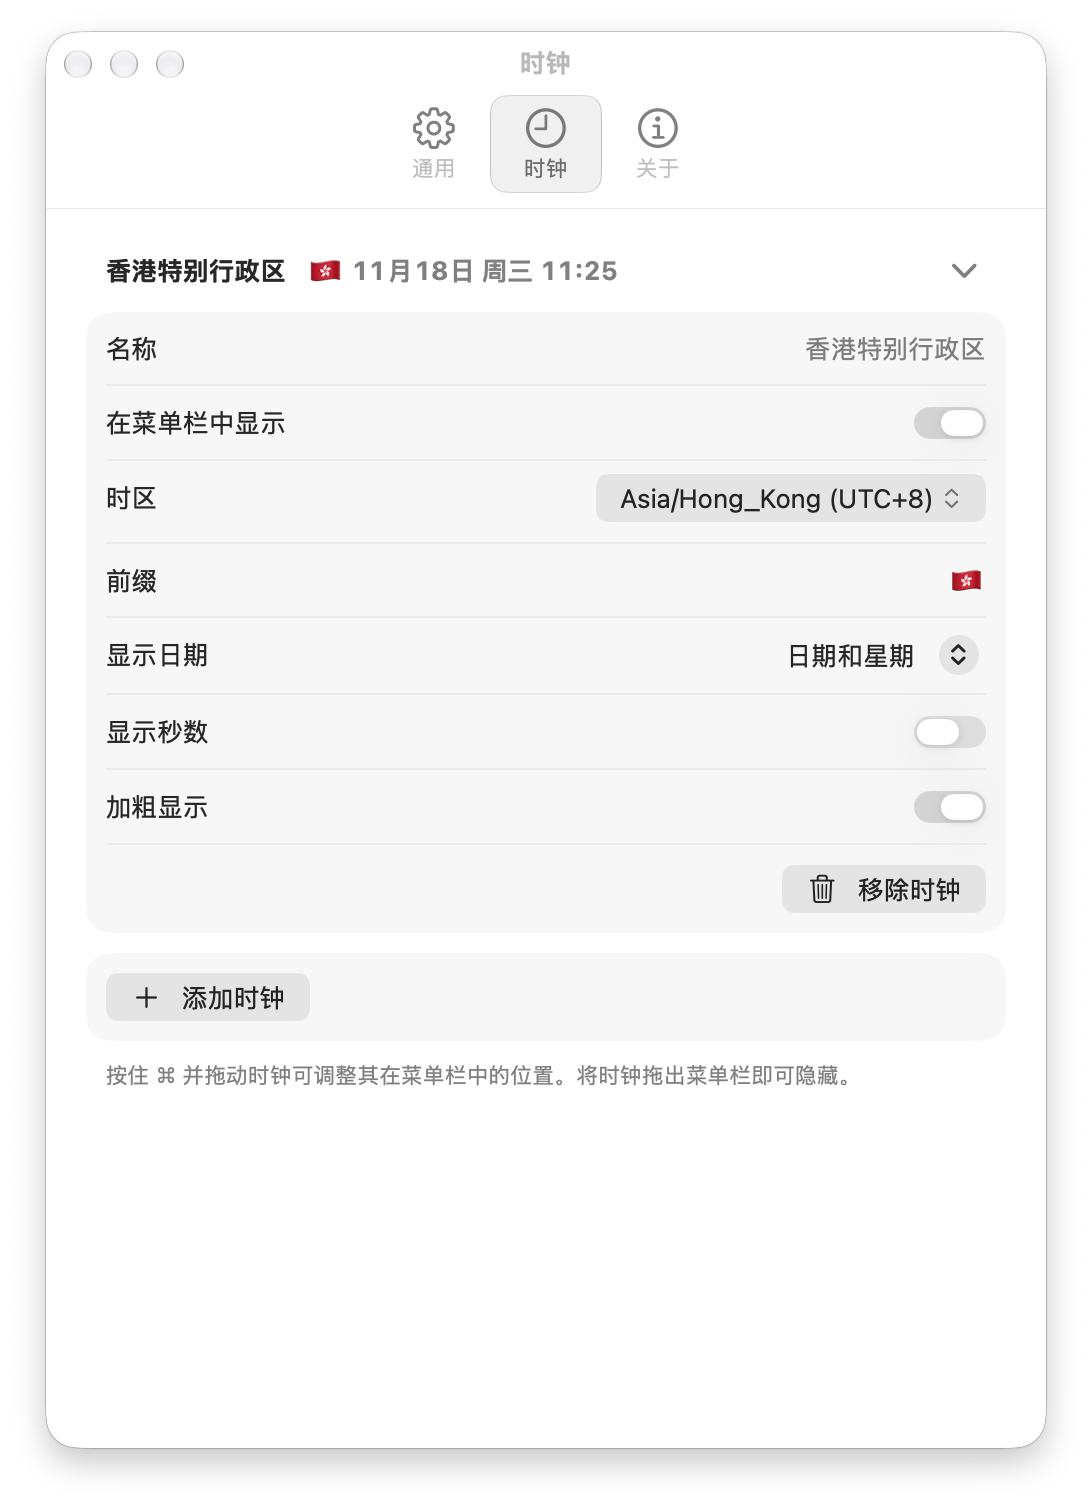 时钟
通用
时钟
关于
香港特别行政区 🇭🇰 11月18日 周三 11:25
名称 香港特别行政区
在菜单栏中显示
时区 Asia/Hong_Kong (UTC+8)
前缀 🇭🇰
显示日期 日期和星期
显示秒数
加粗显示
移除时钟
添加时钟
按住 ⌘ 并拖动时钟可调整其在菜单栏中的位置。将时钟拖出菜单栏即可隐藏。